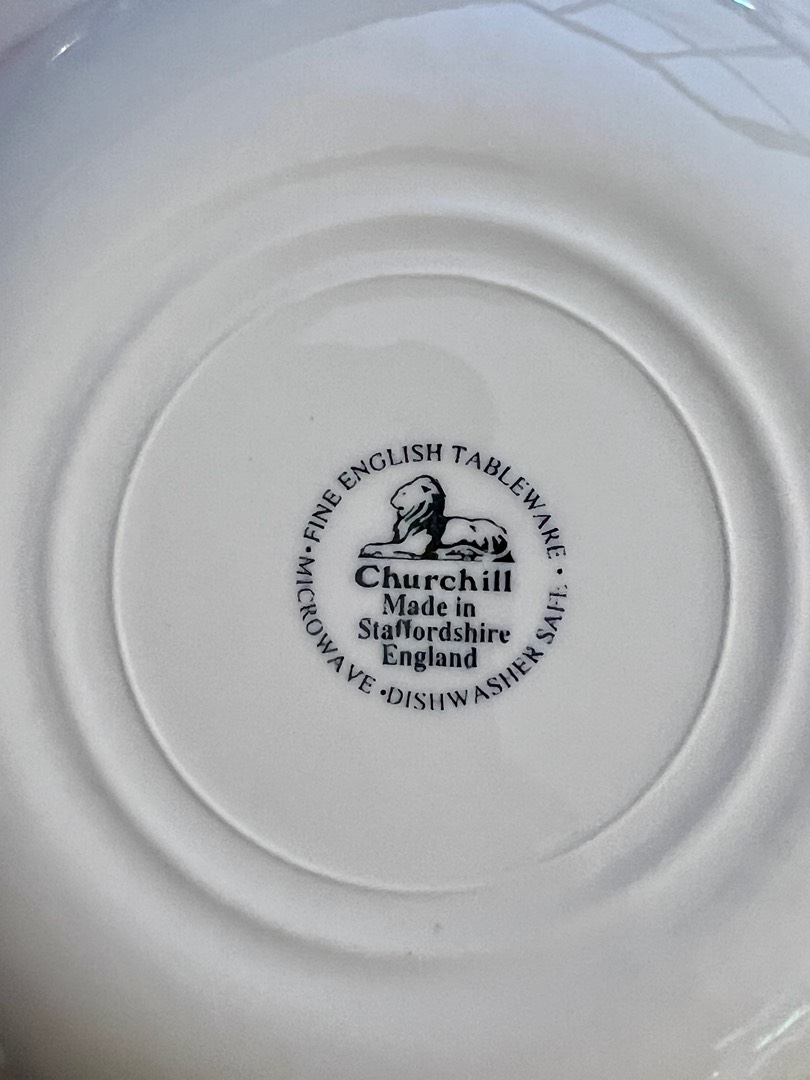 • FINE ENGLISH TABLEWARE •
Churchill
Made in
Staffordshire
England
MICROWAVE • DISHWASHER SAFE